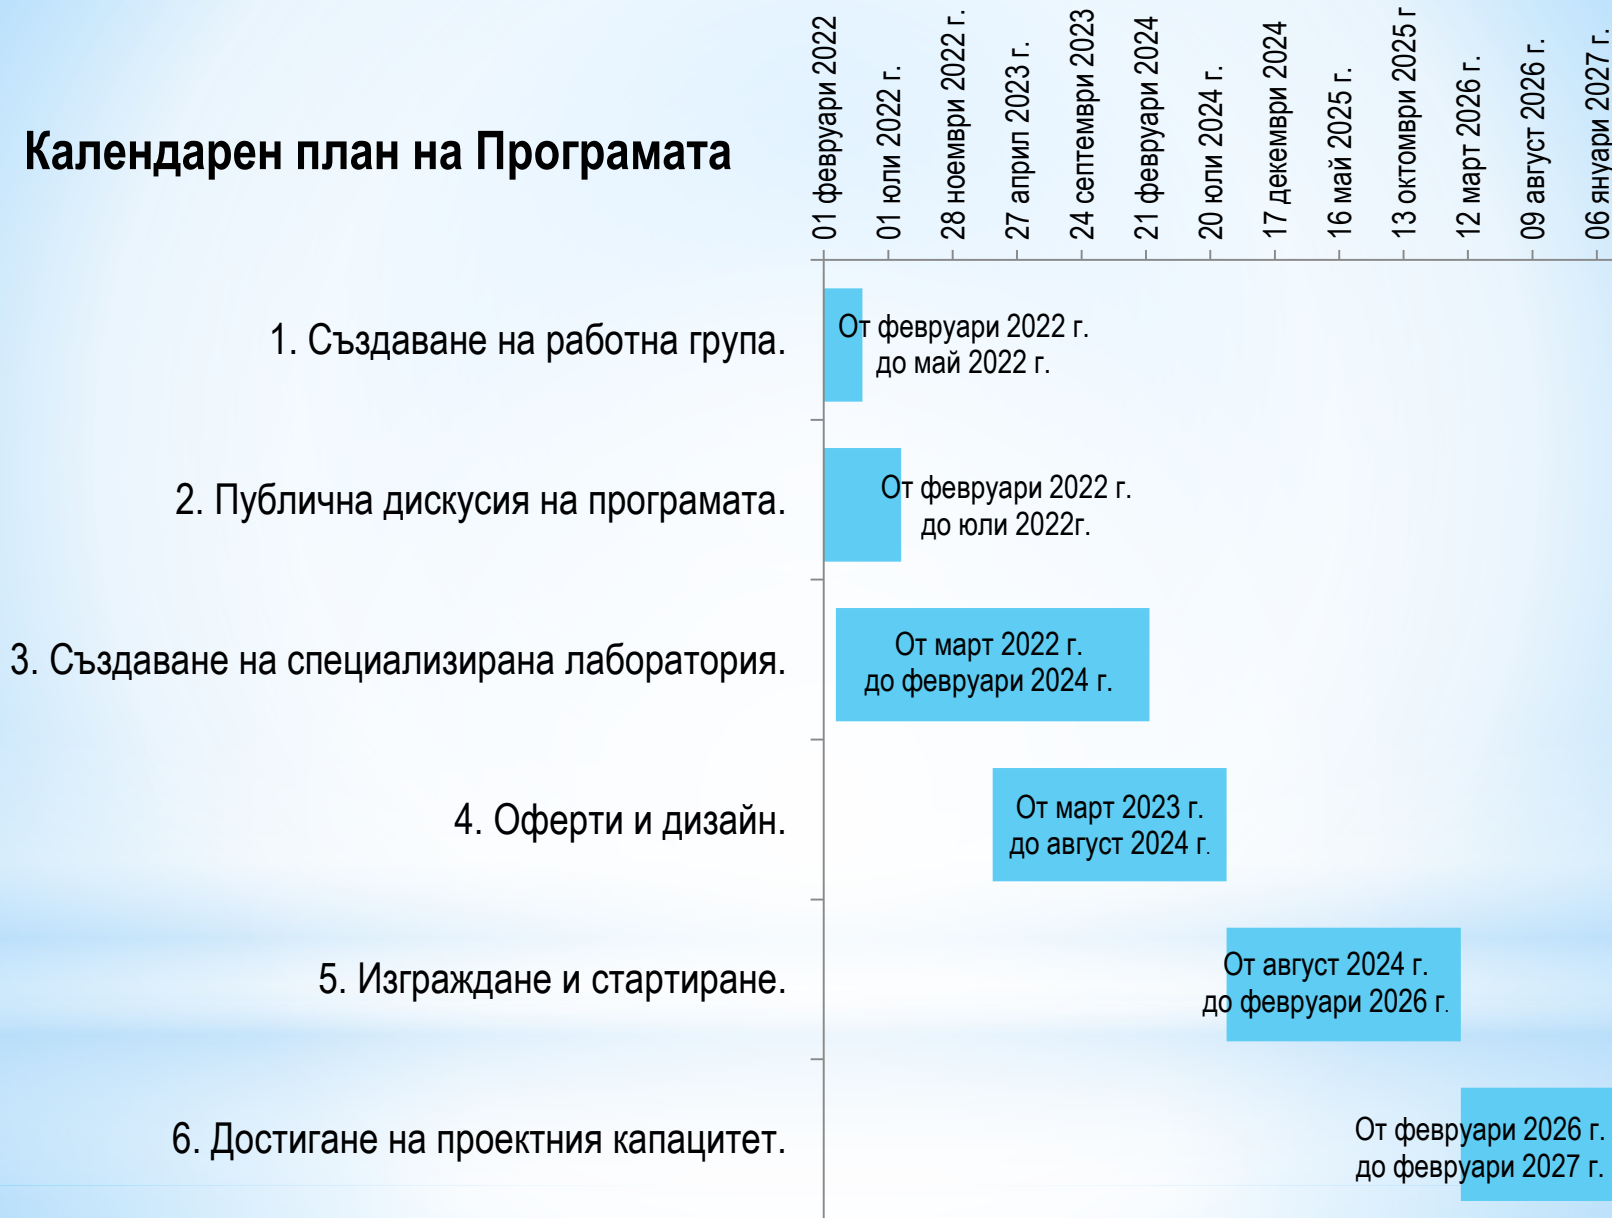 Календарен план на Програмата
01 февруари 2022
01 юли 2022 г.
28 ноември 2022 г.
27 април 2023 г.
24 септември 2023
21 февруари 2024
20 юли 2024 г.
17 декември 2024
16 май 2025 г.
13 октомври 2025 г
12 март 2026 г.
09 август 2026 г.
06 януари 2027 г.
1. Създаване на работна група.
От февруари 2022 г.
до май 2022 г.
2. Публична дискусия на програмата.
От февруари 2022 г.
до юли 2022г.
3. Създаване на специализирана лаборатория.
От март 2022 г.
до февруари 2024 г.
4. Оферти и дизайн.
От март 2023 г.
до август 2024 г.
5. Изграждане и стартиране.
От август 2024 г.
до февруари 2026 г.
6. Достигане на проектния капацитет.
От февруари 2026 г.
до февруари 2027 г.